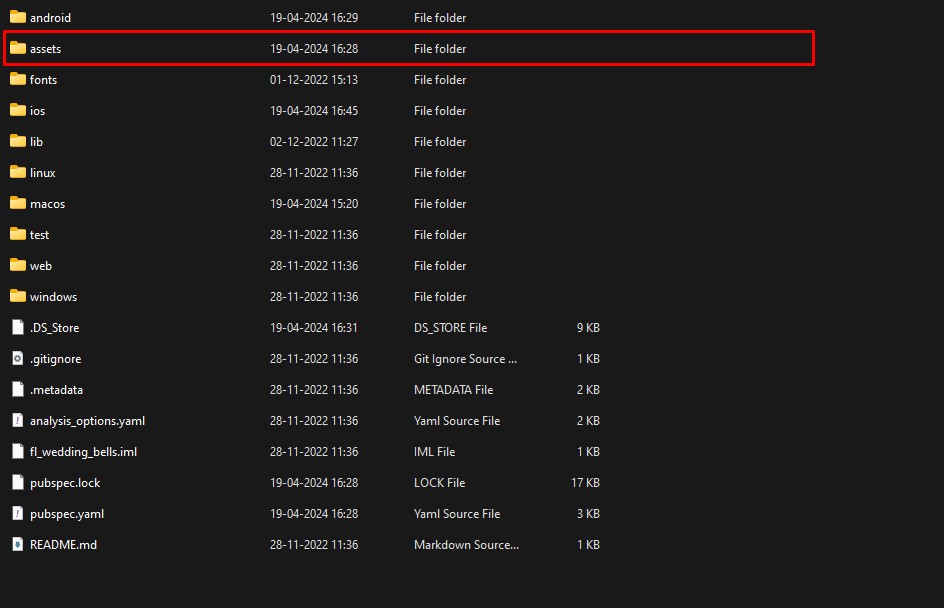 android 19-04-2024 16:29 File folder
assets 19-04-2024 16:28 File folder
fonts 01-12-2022 15:13 File folder
ios 19-04-2024 16:45 File folder
lib 02-12-2022 11:27 File folder
linux 28-11-2022 11:36 File folder
macos 19-04-2024 15:20 File folder
test 28-11-2022 11:36 File folder
web 28-11-2022 11:36 File folder
windows 28-11-2022 11:36 File folder
.DS_Store 19-04-2024 16:31 DS_STORE File 9 KB
.gitignore 28-11-2022 11:36 Git Ignore Source ... 1 KB
.metadata 28-11-2022 11:36 METADATA File 2 KB
analysis_options.yaml 28-11-2022 11:36 Yaml Source File 2 KB
fl_wedding_bells.iml 28-11-2022 11:36 IML File 1 KB
pubspec.lock 19-04-2024 16:28 LOCK File 17 KB
pubspec.yaml 19-04-2024 16:28 Yaml Source File 3 KB
README.md 28-11-2022 11:36 Markdown Source... 1 KB